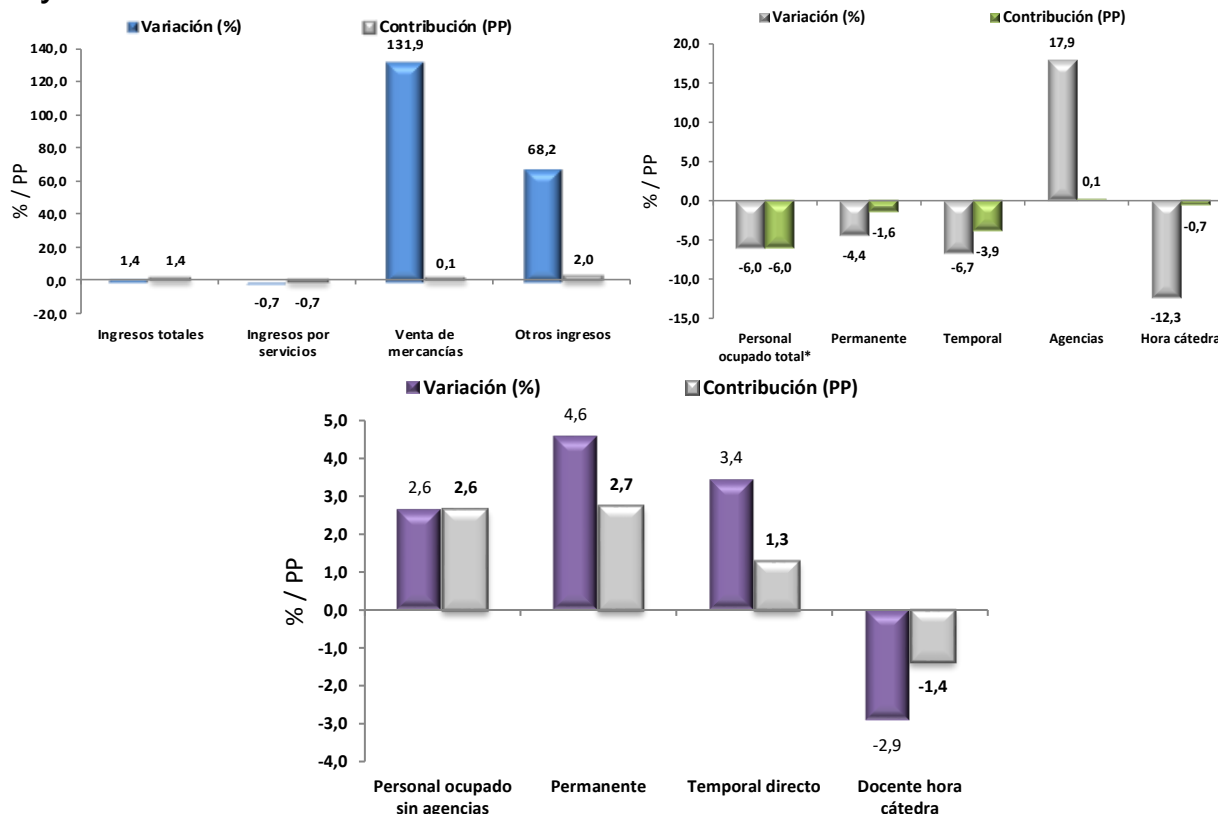 Variación (%) Contribución (PP)
% / PP
140,0
120,0
100,0
80,0
60,0
40,0
20,0
0,0
-20,0
1,4 1,4
-0,7 -0,7
131,9
0,1
68,2
2,0
Ingresos totales
Ingresos por servicios
Venta de mercancías
Otros ingresos
Variación (%) Contribución (PP)
% / PP
20,0
15,0
10,0
5,0
0,0
-5,0
-10,0
-15,0
-6,0 -6,0
-4,4 -1,6
-6,7 -3,9
17,9
0,1
-12,3
-0,7
Personal ocupado total*
Permanente
Temporal
Agencias
Hora cátedra
Variación (%) Contribución (PP)
% / PP
5,0
4,0
3,0
2,0
1,0
0,0
-1,0
-2,0
-3,0
-4,0
2,6 2,6
4,6
2,7
3,4
1,3
-2,9
-1,4
Personal ocupado sin agencias
Permanente
Temporal directo
Docente hora cátedra